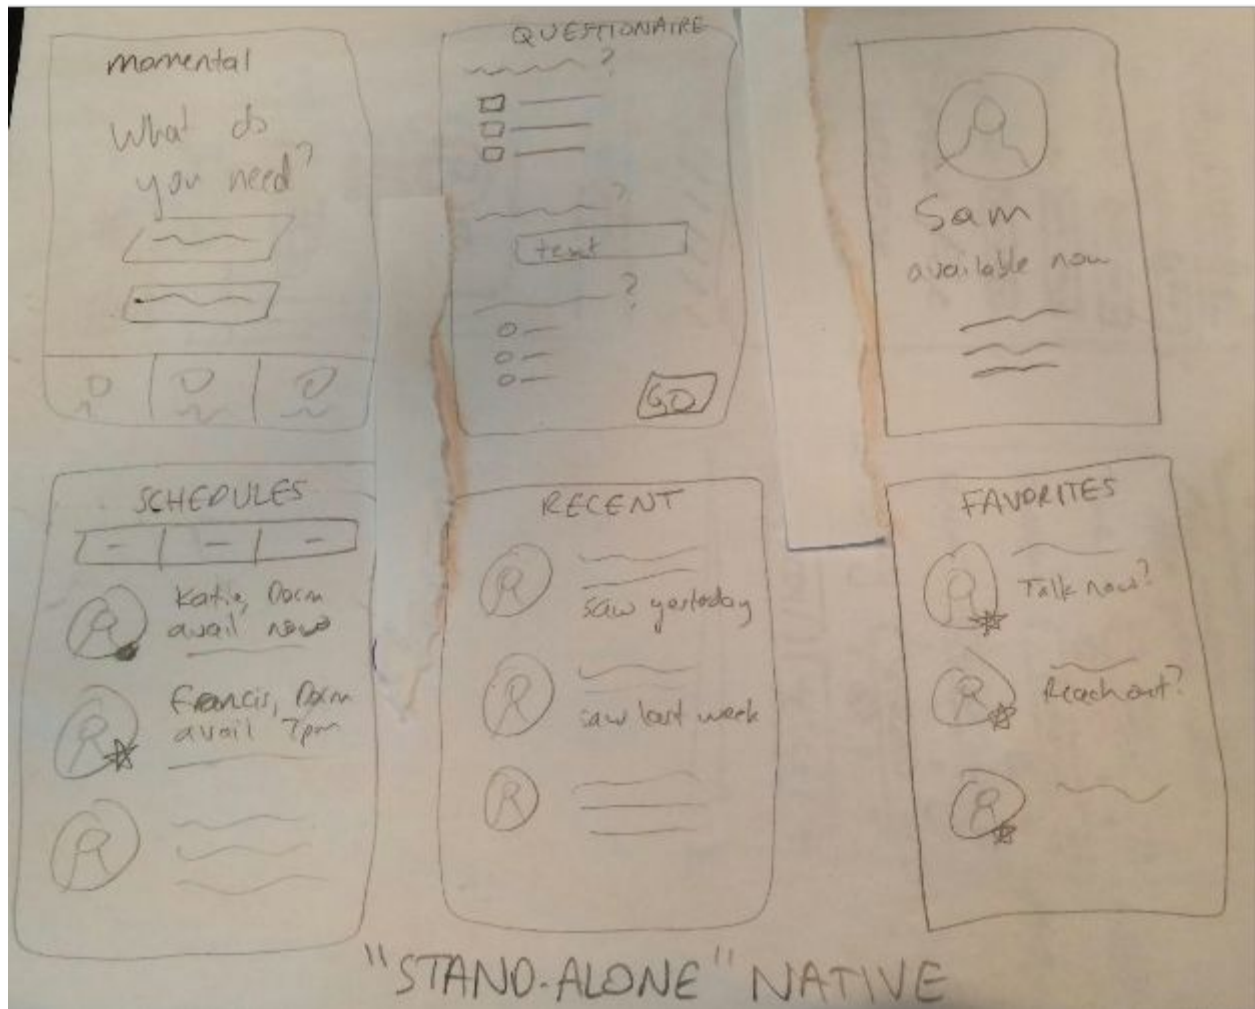 momental
What do
you need?
QUESTIONAIRE
?
?
text
?
GO
Sam
available now
SCHEDULES
Katie, Dorm
avail now
Francis, Dorm
avail 7pm
RECENT
saw yesterday
saw last week
FAVORITES
Talk now?
Reach out?
"STAND-ALONE" NATIVE